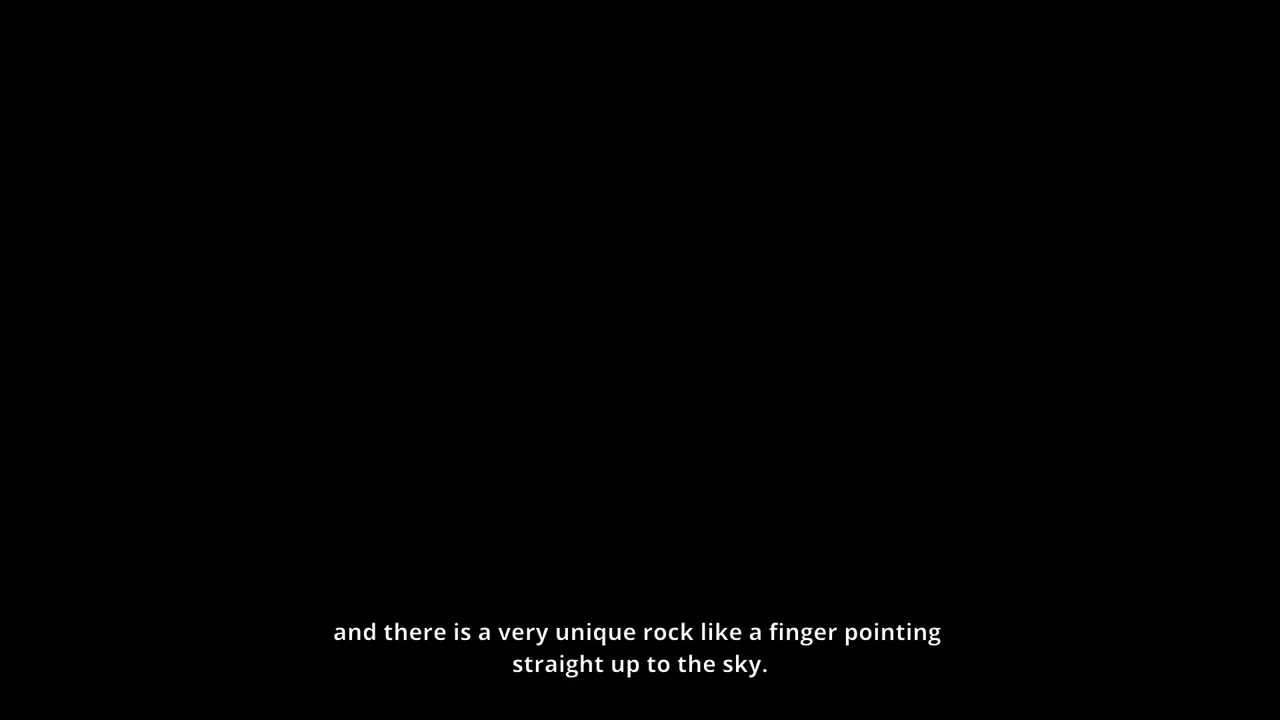 and there is a very unique rock like a finger pointing
straight up to the sky.